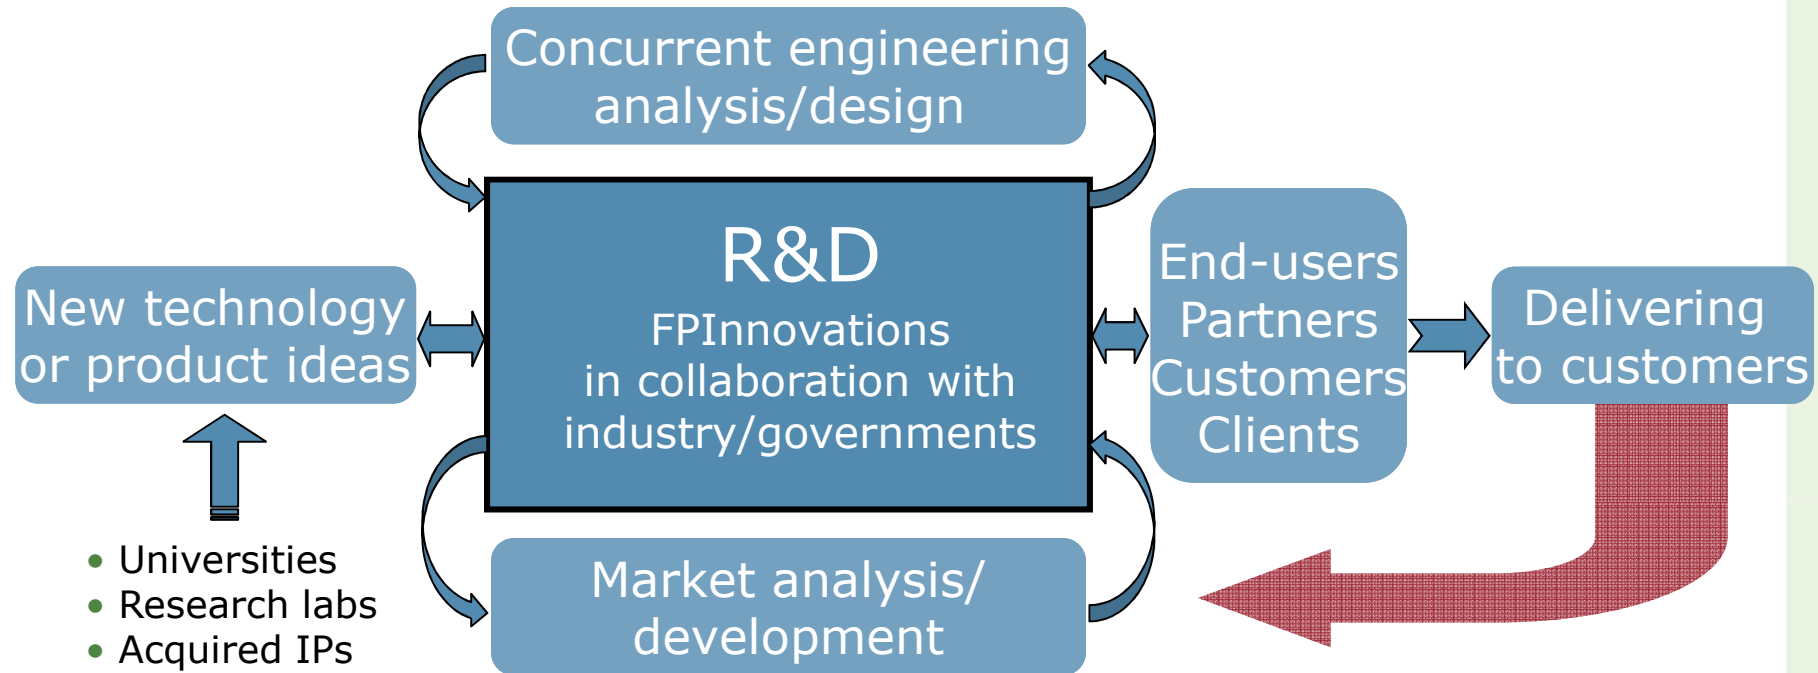 Concurrent engineering
analysis/design
R&D
FPInnovations
in collaboration with
industry/governments
New technology
or product ideas
End-users
Partners
Customers
Clients
Delivering
to customers
• Universities
• Research labs
• Acquired IPs
Market analysis/
development